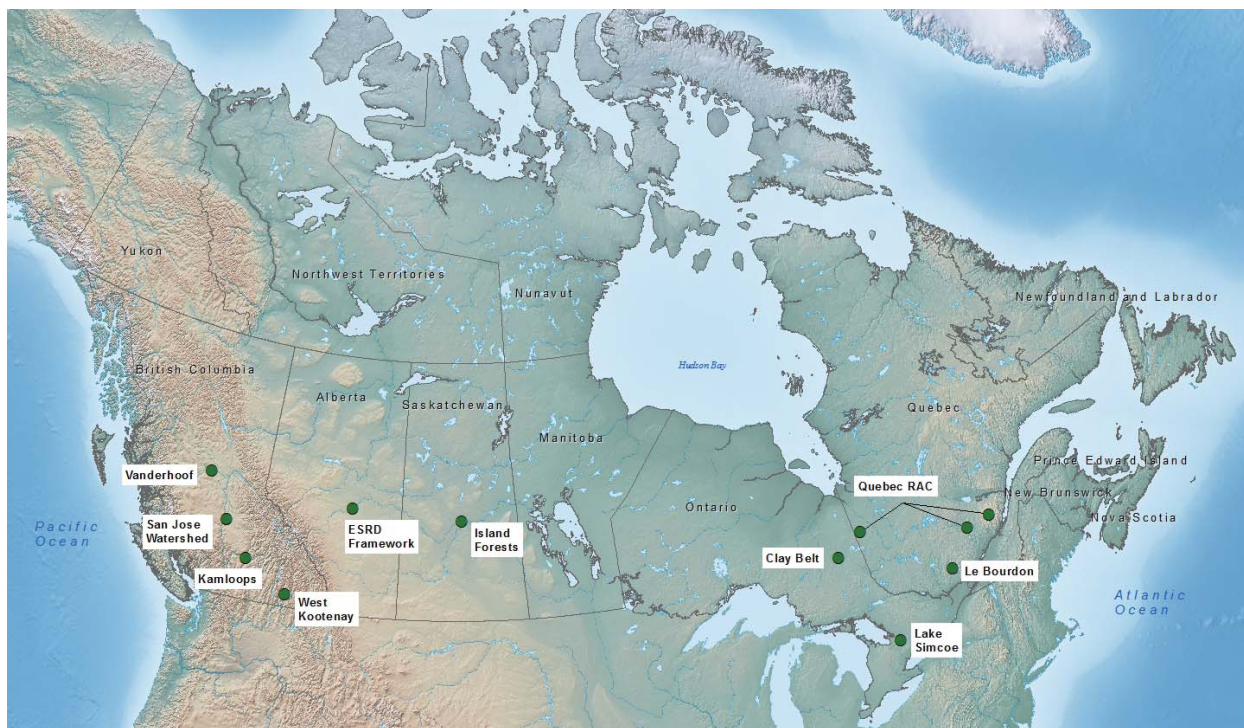 Yukon
Northwest Territories
Nunavut
Newfoundland and Labrador
British Columbia
Hudson Bay
Alberta
Saskatchewan
Quebec
Manitoba
Prince Edward Island
Vanderhoof
Quebec RAC
New Brunswick
Ontario
Nova Scotia
Pacific
Ocean
San Jose
Watershed
ESRD
Framework
Island
Forests
Clay Belt
Le Bourdon
Kamloops
Atlantic
Ocean
West
Kootenay
Lake
Simcoe